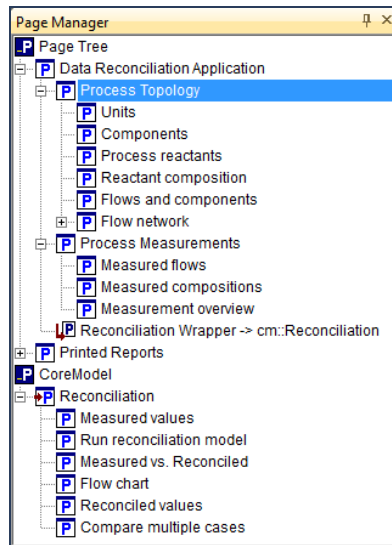 Page Manager
Page Tree
Data Reconciliation Application
Process Topology
Units
Components
Process reactants
Reactant composition
Flows and components
Flow network
Process Measurements
Measured flows
Measured compositions
Measurement overview
Reconciliation Wrapper -> cm::Reconciliation
Printed Reports
CoreModel
Reconciliation
Measured values
Run reconciliation model
Measured vs. Reconciled
Flow chart
Reconciled values
Compare multiple cases